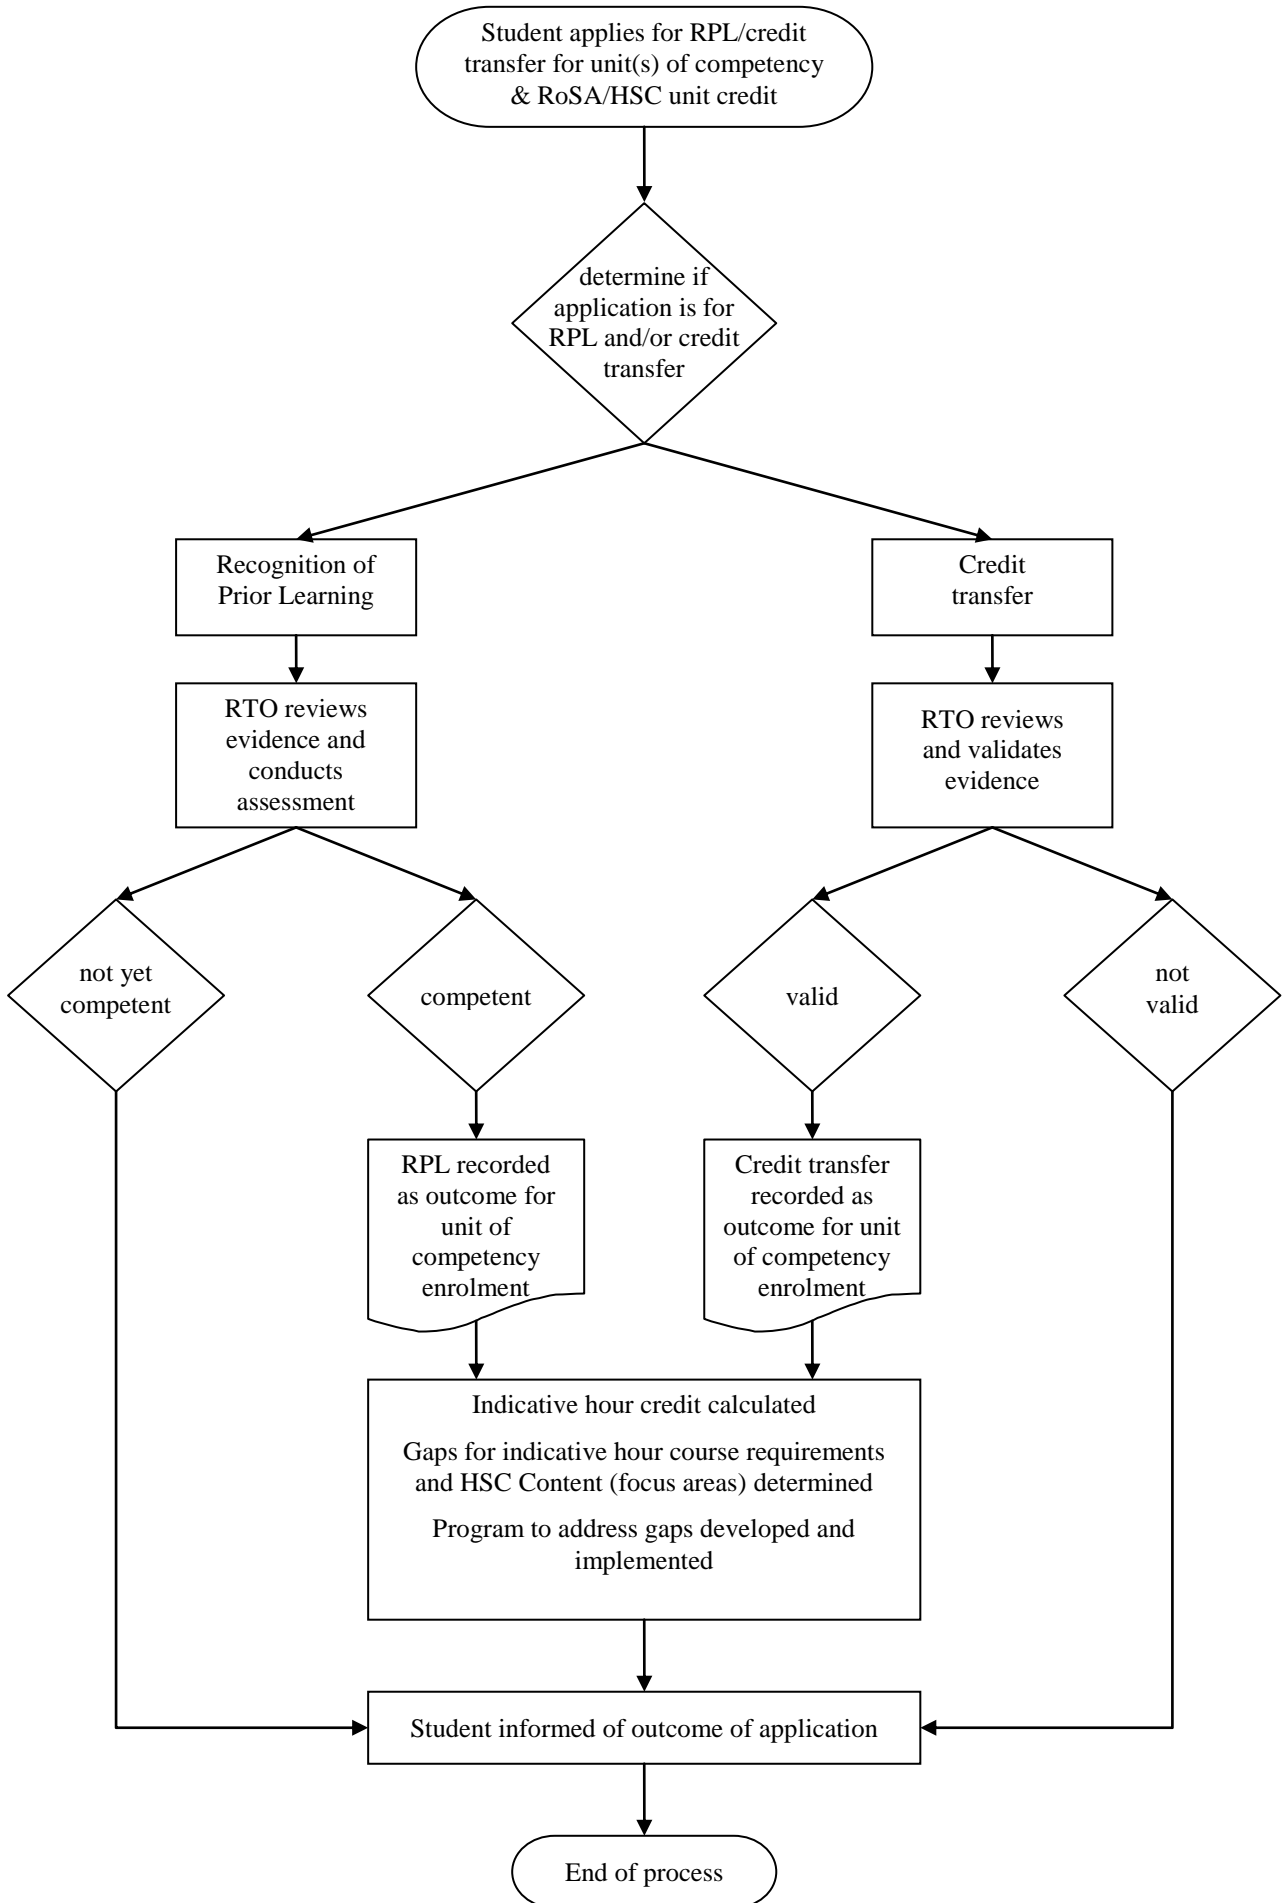 Student applies for RPL/credit
transfer for unit(s) of competency
& RoSA/HSC unit credit
determine if
application is for
RPL and/or credit
transfer
Recognition of
Prior Learning
Credit
transfer
RTO reviews
evidence and
conducts
assessment
RTO reviews
and validates
evidence
not yet
competent
competent
valid
not
valid
RPL recorded
as outcome for
unit of
competency
enrolment
Credit transfer
recorded as
outcome for unit
of competency
enrolment
Indicative hour credit calculated
Gaps for indicative hour course requirements
and HSC Content (focus areas) determined
Program to address gaps developed and
implemented
Student informed of outcome of application
End of process